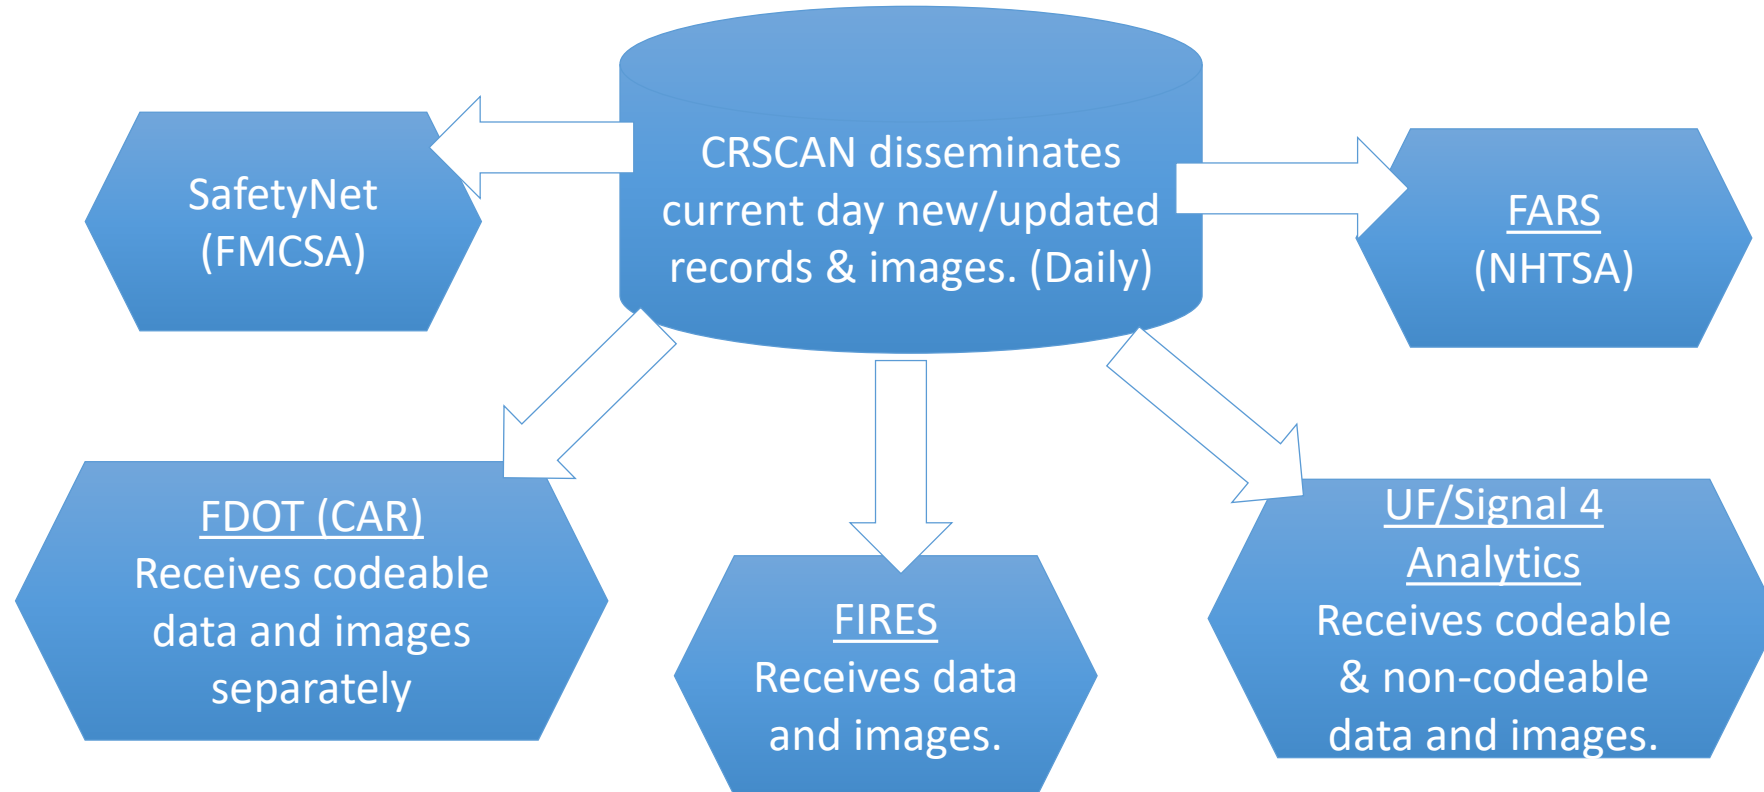 CRSCAN disseminates
current day new/updated
records & images. (Daily)
SafetyNet
(FMCSA)
FARS
(NHTSA)
FDOT (CAR)
Receives codeable
data and images
separately
FIRES
Receives data
and images.
UF/Signal 4
Analytics
Receives codeable
& non-codeable
data and images.